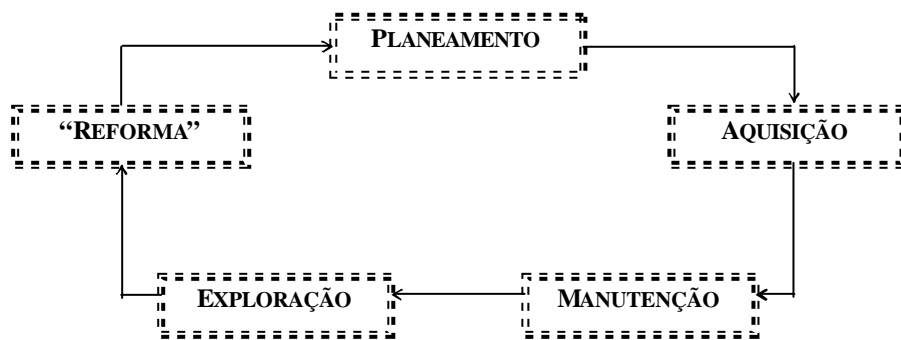 PLANEAMENTO
“REFORMA”
AQUISIÇÃO
EXPLORAÇÃO
MANUTENÇÃO